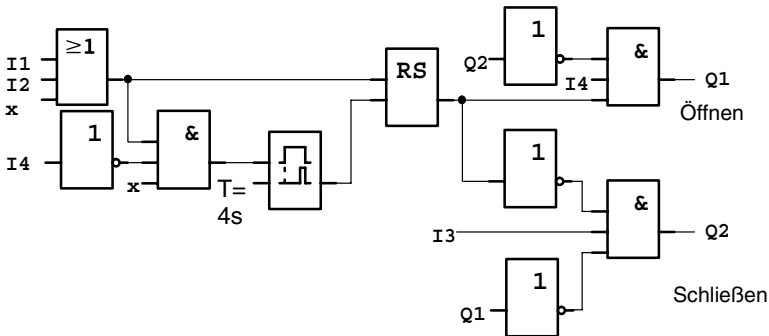 I1
I2
x
≥1
I4
1
x
&
T=
4s
RS
Q2
1
I4
&
Q1
Öffnen
1
I3
Q1
1
&
Q2
Schließen